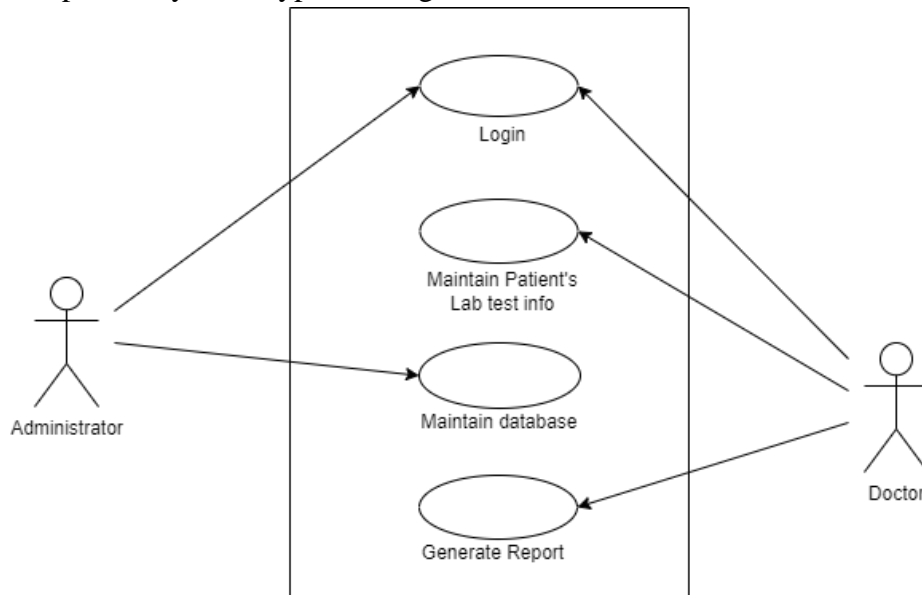 Login
Maintain Patient's
Lab test info
Administrator
Maintain database
Doctor
Generate Report